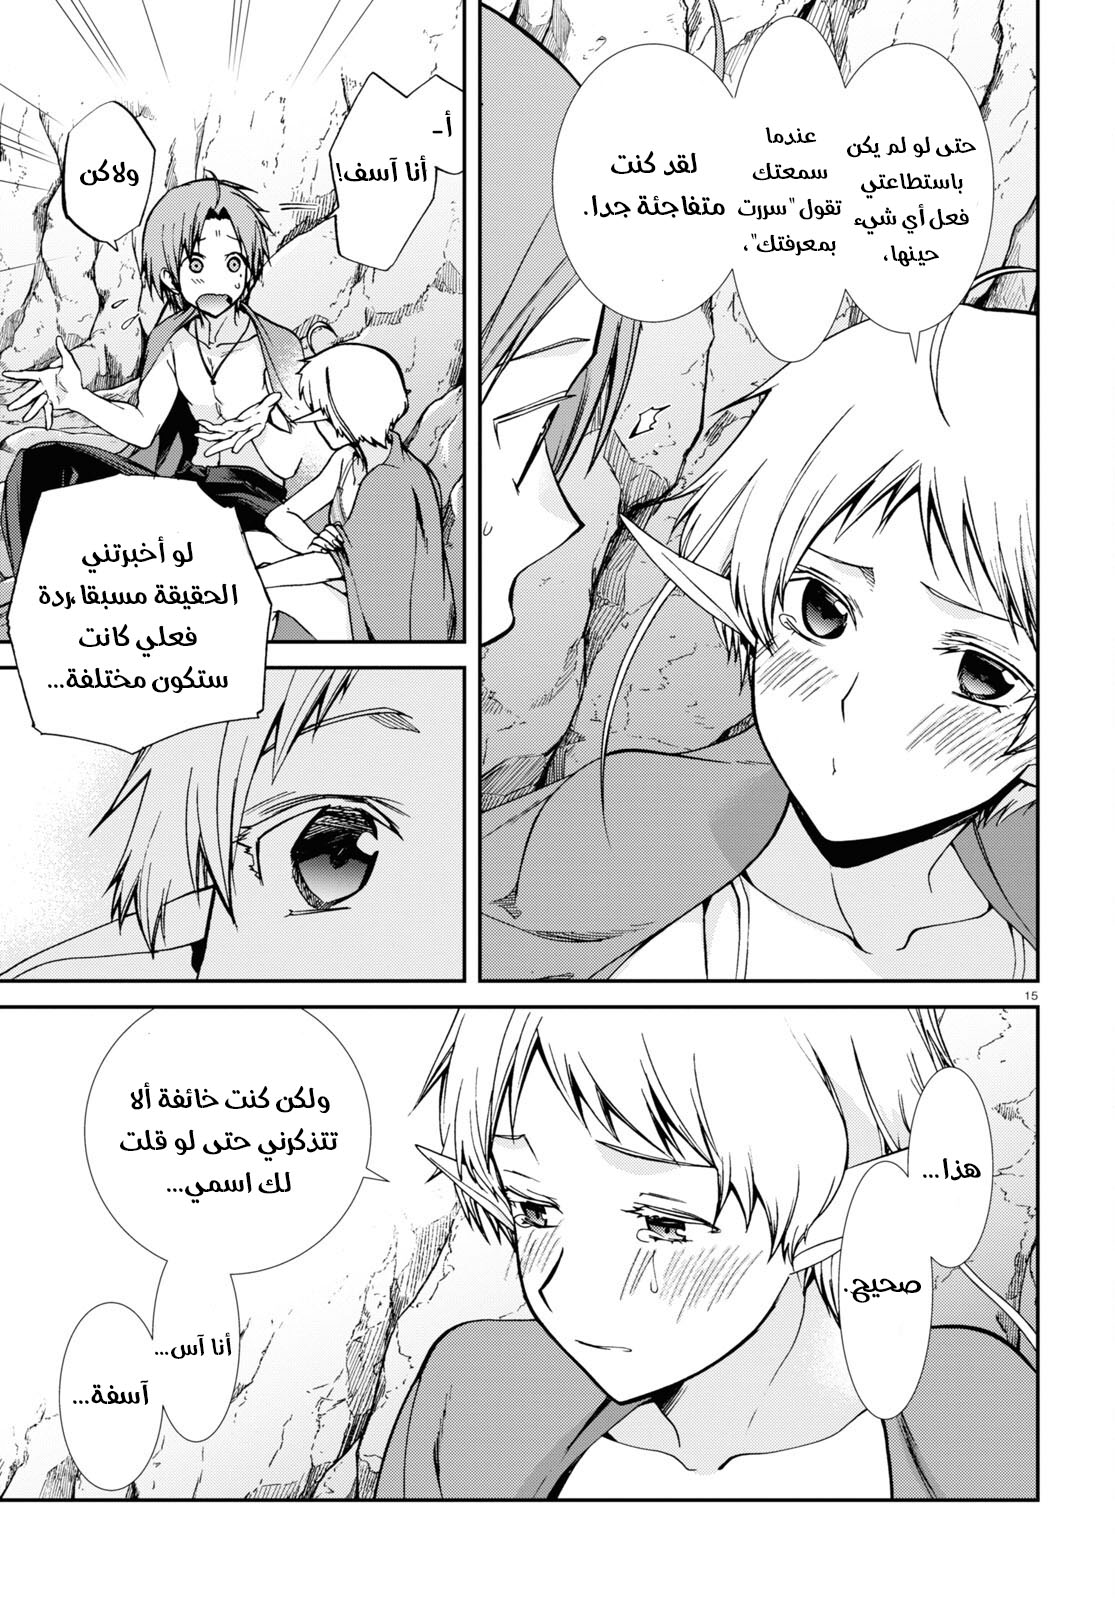 حتى لو لم يكن
باستطاعتي
فعل أي شيء
حينها،
عندما
سمعتك
تقول "سررت
بمعرفتك"،
لقد كنت
متفاجئة جدا.
أ-
أنا آسف!
ولاكن
لو أخبرتني
الحقيقة مسبقا،ردة
فعلي كانت
ستكون مختلفة...
15
هذا...
صحيح.
ولكن كنت خائفة ألا
تتذكرني حتى لو قلت
لك اسمي...
أنا آس...
آسفة...